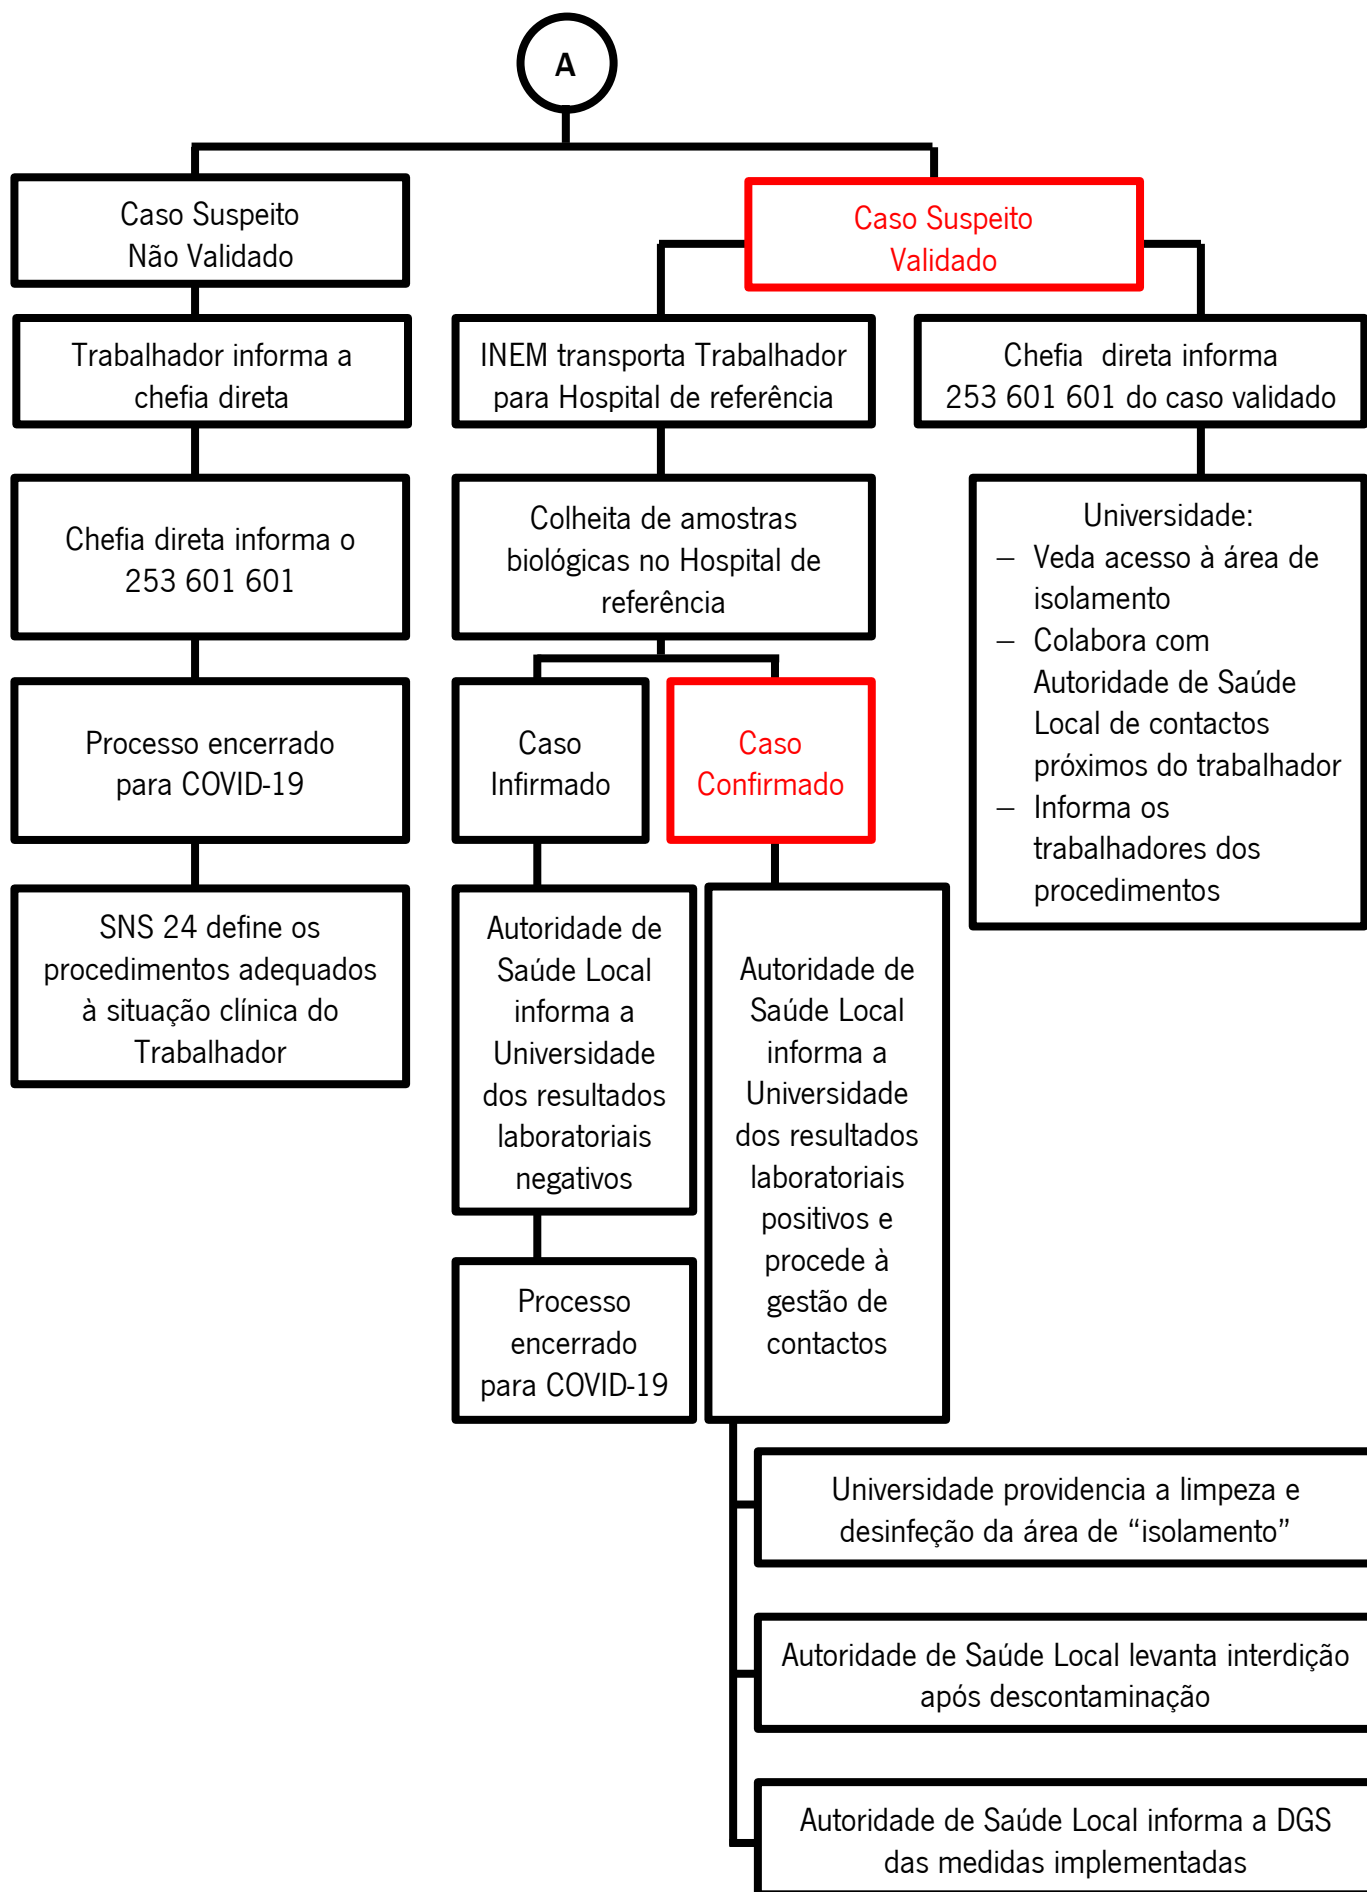 A
Caso Suspeito
Não Validado
Caso Suspeito
Validado
Trabalhador informa a
chefia direta
INEM transporta Trabalhador
para Hospital de referência
Chefia direta informa
253 601 601 do caso validado
Chefia direta informa o
253 601 601
Colheita de amostras
biológicas no Hospital de
referência
Universidade:
– Veda acesso à área de
isolamento
– Colabora com
Autoridade de Saúde
Local de contactos
próximos do trabalhador
– Informa os
trabalhadores dos
procedimentos
Processo encerrado
para COVID-19
Caso
Infirmado
Caso
Confirmado
SNS 24 define os
procedimentos adequados
à situação clínica do
Trabalhador
Autoridade de
Saúde Local
informa a
Universidade
dos resultados
laboratoriais
negativos
Autoridade de
Saúde Local
informa a
Universidade
dos resultados
laboratoriais
positivos e
procede à
gestão de
contactos
Processo
encerrado
para COVID-19
Universidade providencia a limpeza e
desinfeção da área de “isolamento”
Autoridade de Saúde Local levanta interdição
após descontaminação
Autoridade de Saúde Local informa a DGS
das medidas implementadas